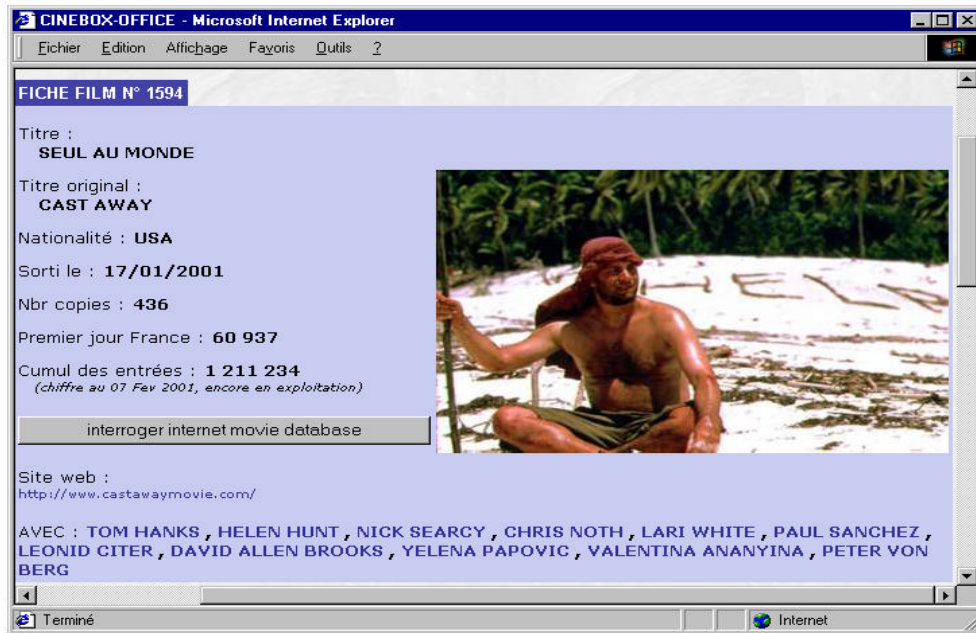 CINEBOX-OFFICE - Microsoft Internet Explorer
Fichier Edition Affichage Favoris Outils ?
FICHE FILM N° 1594
Titre :
SEUL AU MONDE
Titre original :
CAST AWAY
Nationalité : USA
Sorti le : 17/01/2001
Nbr copies : 436
Premier jour France : 60 937
Cumul des entrées : 1 211 234
(chiffre au 07 Fev 2001, encore en exploitation)
HELP
interroger internet movie database
Site web :
http://www.castawaymovie.com/
AVEC : TOM HANKS , HELEN HUNT , NICK SEARCY , CHRIS NOTH , LARI WHITE , PAUL SANCHEZ ,
LEONID CITER , DAVID ALLEN BROOKS , YELENA PAPOVIC , VALENTINA ANANYINA , PETER VON
BERG
Terminé Internet